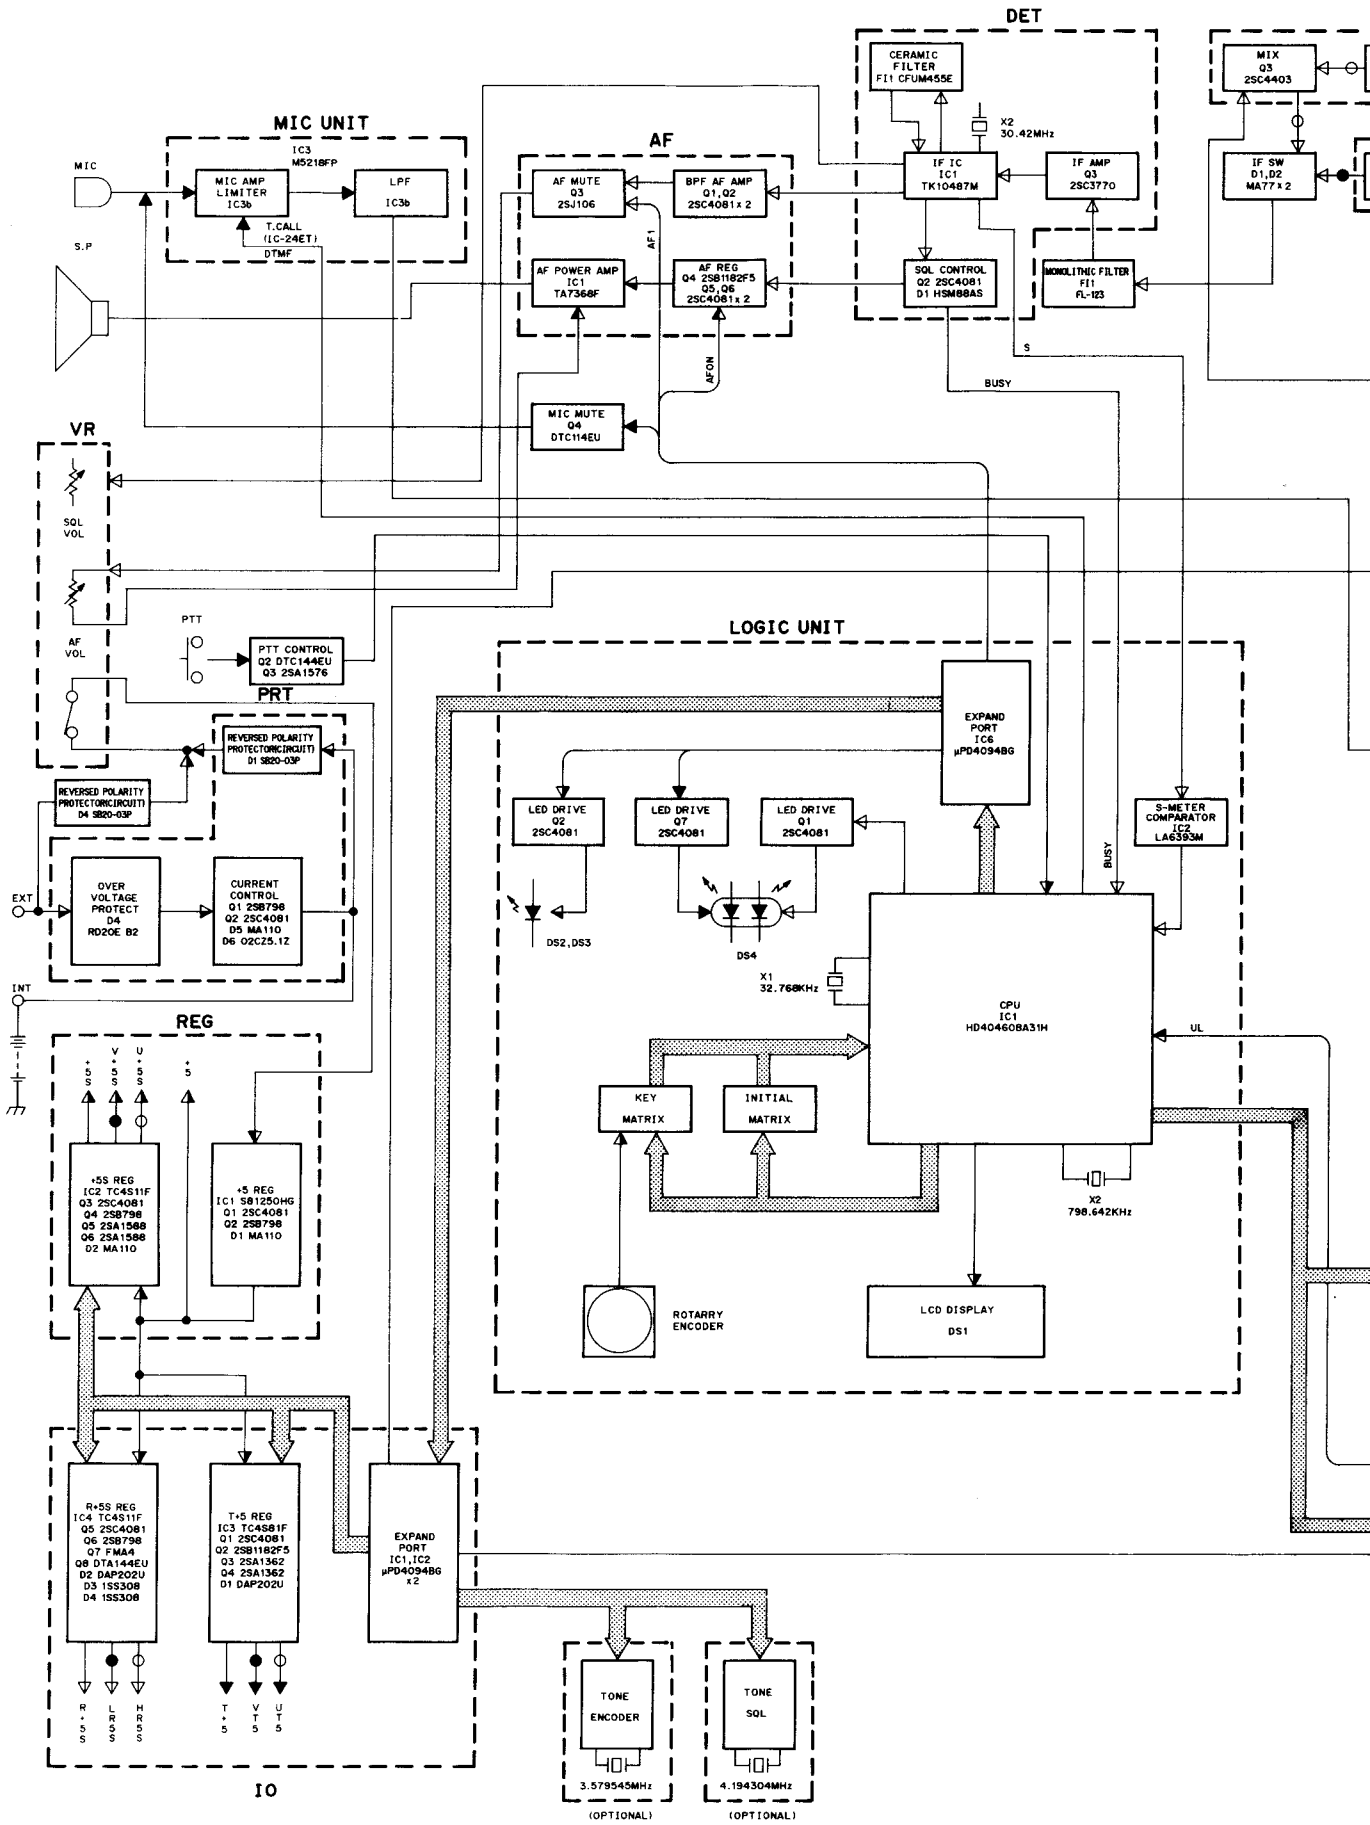 DET
CERAMIC
FILTER
FI1 CFUM455E
X2
30.42MHz
IF IC
IC1
TK10487M
IF AMP
Q3
2SC3770
SQL CONTROL
Q2 2SC4081
D1 HSM88AS
MONOLITHIC FILTER
FI1
FL-123
MIX
Q3
2SC4403
IF SW
D1,D2
MA77×2
MIC UNIT
IC3
M5218FP
MIC
MIC AMP
LIMITER
IC3b
LPF
IC3b
T.CALL
(IC-24ET)
DTMF
S.P
AF
AF MUTE
Q3
2SJ106
BPF AF AMP
Q1,Q2
2SC4081×2
AF1
AF POWER AMP
IC1
TA7368F
AF REG
Q4 2SB1182F5
Q5,Q6
2SC4081×2
AFON
S
BUSY
MIC MUTE
Q4
DTC114EU
VR
SQL
VOL
AF
VOL
PTT
PTT CONTROL
Q2 DTC144EU
Q3 2SA1576
PRT
REVERSED POLARITY
PROTECTOR(CIRCUIT)
D1 SB20-03P
REVERSED POLARITY
PROTECTOR(CIRCUIT)
D4 SB20-03P
EXT
OVER
VOLTAGE
PROTECT
D4
RD20E B2
CURRENT
CONTROL
Q1 2SB798
Q2 2SC4081
D5 MA110
D6 02CZ5.1Z
INT
LOGIC UNIT
EXPAND
PORT
IC6
µPD4094BG
LED DRIVE
Q2
2SC4081
LED DRIVE
Q7
2SC4081
LED DRIVE
Q1
2SC4081
S-METER
COMPARATOR
IC2
LA6393M
BUSY
DS2,DS3
DS4
X1
32.768KHz
CPU
IC1
HD404608A31H
UL
KEY
MATRIX
INITIAL
MATRIX
X2
798.642KHz
ROTARRY
ENCODER
LCD DISPLAY
DS1
REG
+5S
V+5S
U+5S
+5
+5S REG
IC2 TC4S11F
Q3 2SC4081
Q4 2SB798
Q5 2SA1588
Q6 2SA1588
D2 MA110
+5 REG
IC1 S81250HG
Q1 2SC4081
Q2 2SB798
D1 MA110
R+5S REG
IC4 TC4S11F
Q5 2SC4081
Q6 2SB798
Q7 FMA4
Q8 DTA144EU
D2 DAP202U
D3 1SS308
D4 1SS308
T+5 REG
IC3 TC4S81F
Q1 2SC4081
Q2 2SB1182F5
Q3 2SA1362
Q4 2SA1362
D1 DAP202U
EXPAND
PORT
IC1,IC2
µPD4094BG
×2
R+5S
LR5S
HR5S
T+5
VT5
UT5
IO
TONE
ENCODER
3.579545MHz
(OPTIONAL)
TONE
SQL
4.194304MHz
(OPTIONAL)